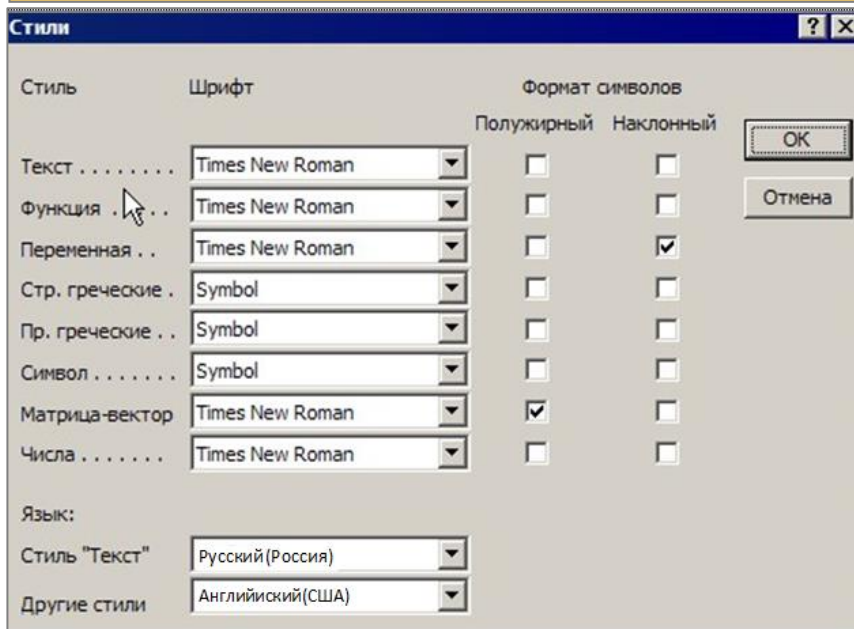 Стили
Стиль Шрифт Формат символов
Полужирный Наклонный
OK
Текст . . . . . . . . Times New Roman
Отмена
Функция . . . . Times New Roman
Переменная . . Times New Roman
Стр. греческие . Symbol
Пр. греческие . . Symbol
Символ . . . . . . . Symbol
Матрица-вектор Times New Roman
Числа . . . . . . . Times New Roman
Язык:
Стиль "Текст" Русский(Россия)
Другие стили Английиский(США)